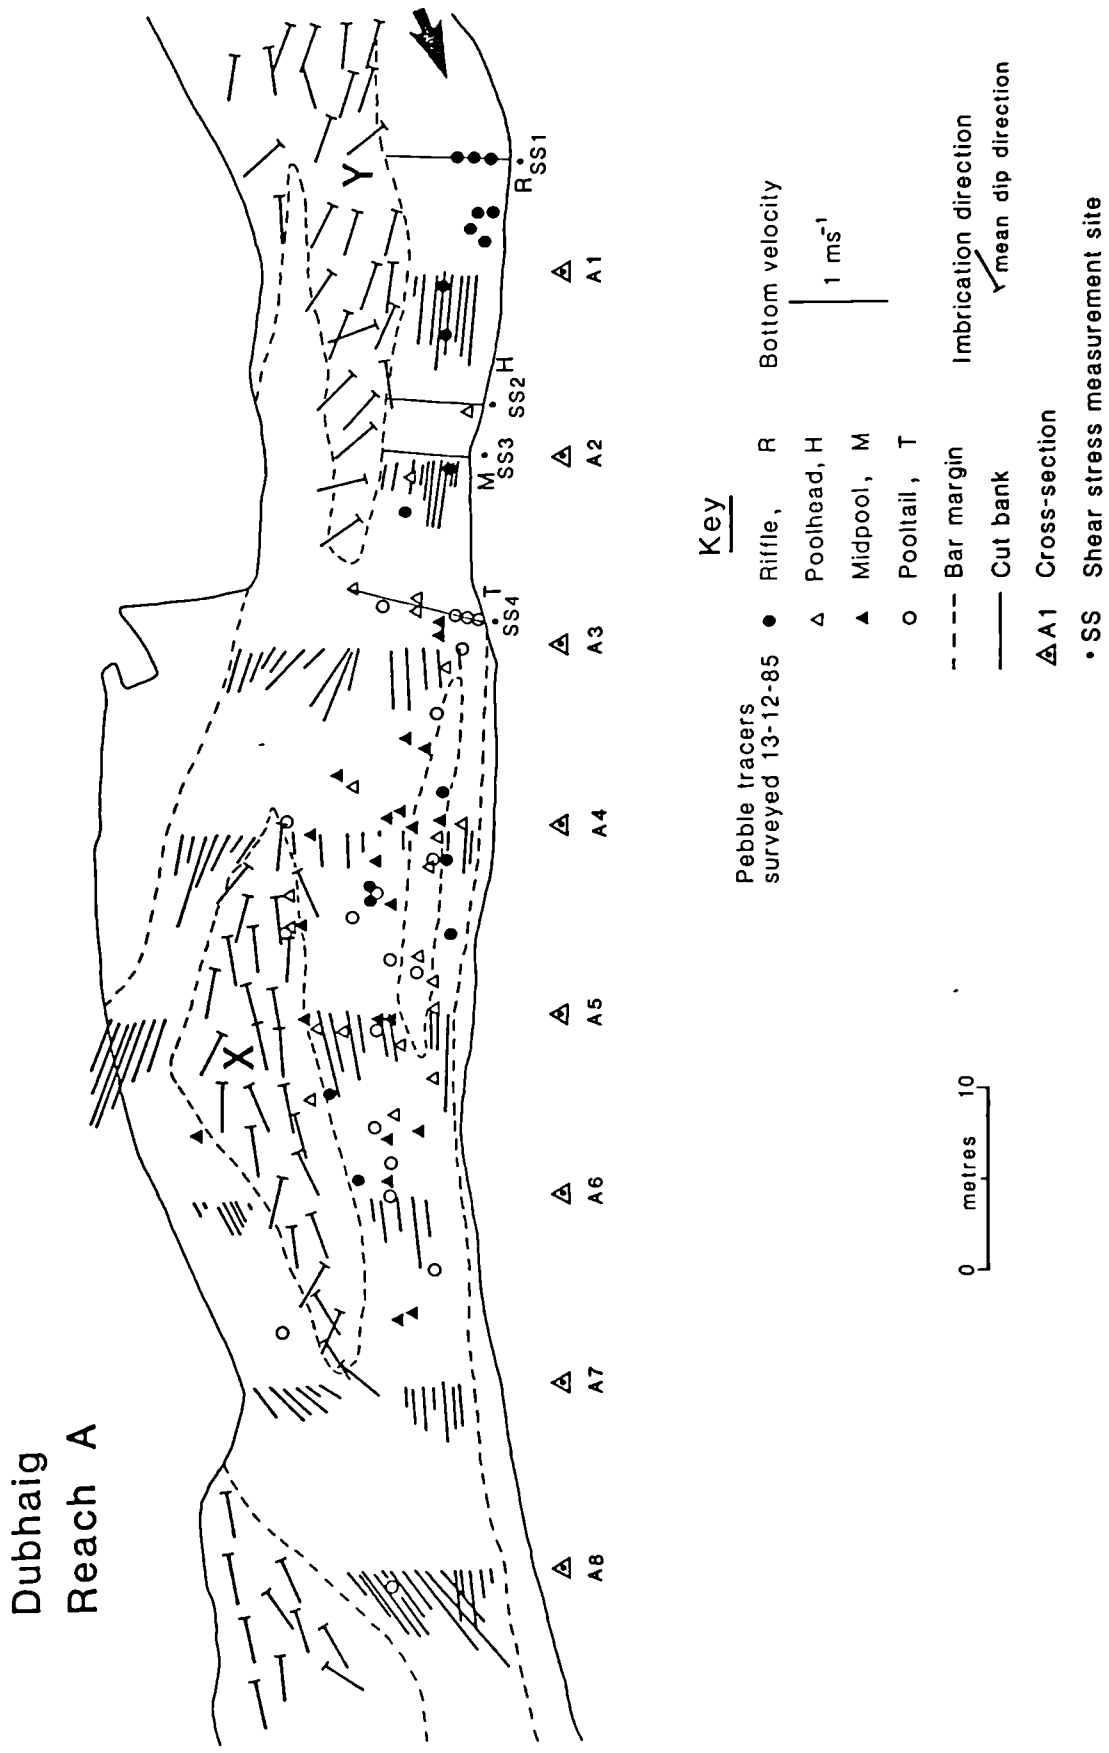 Dubhaig
Reach A
X
Y
R
SS1
H
SS2
M
SS3
T
SS4
A8
A7
A6
A5
A4
A3
A2
A1
0 metres 10
Key
Pebble tracers
surveyed 13-12-85
Riffle, R
Poolhead, H
Midpool, M
Pooltail, T
Bar margin
Cut bank
A1 Cross-section
SS Shear stress measurement site
Bottom velocity
1 ms⁻¹
Imbrication direction
mean dip direction